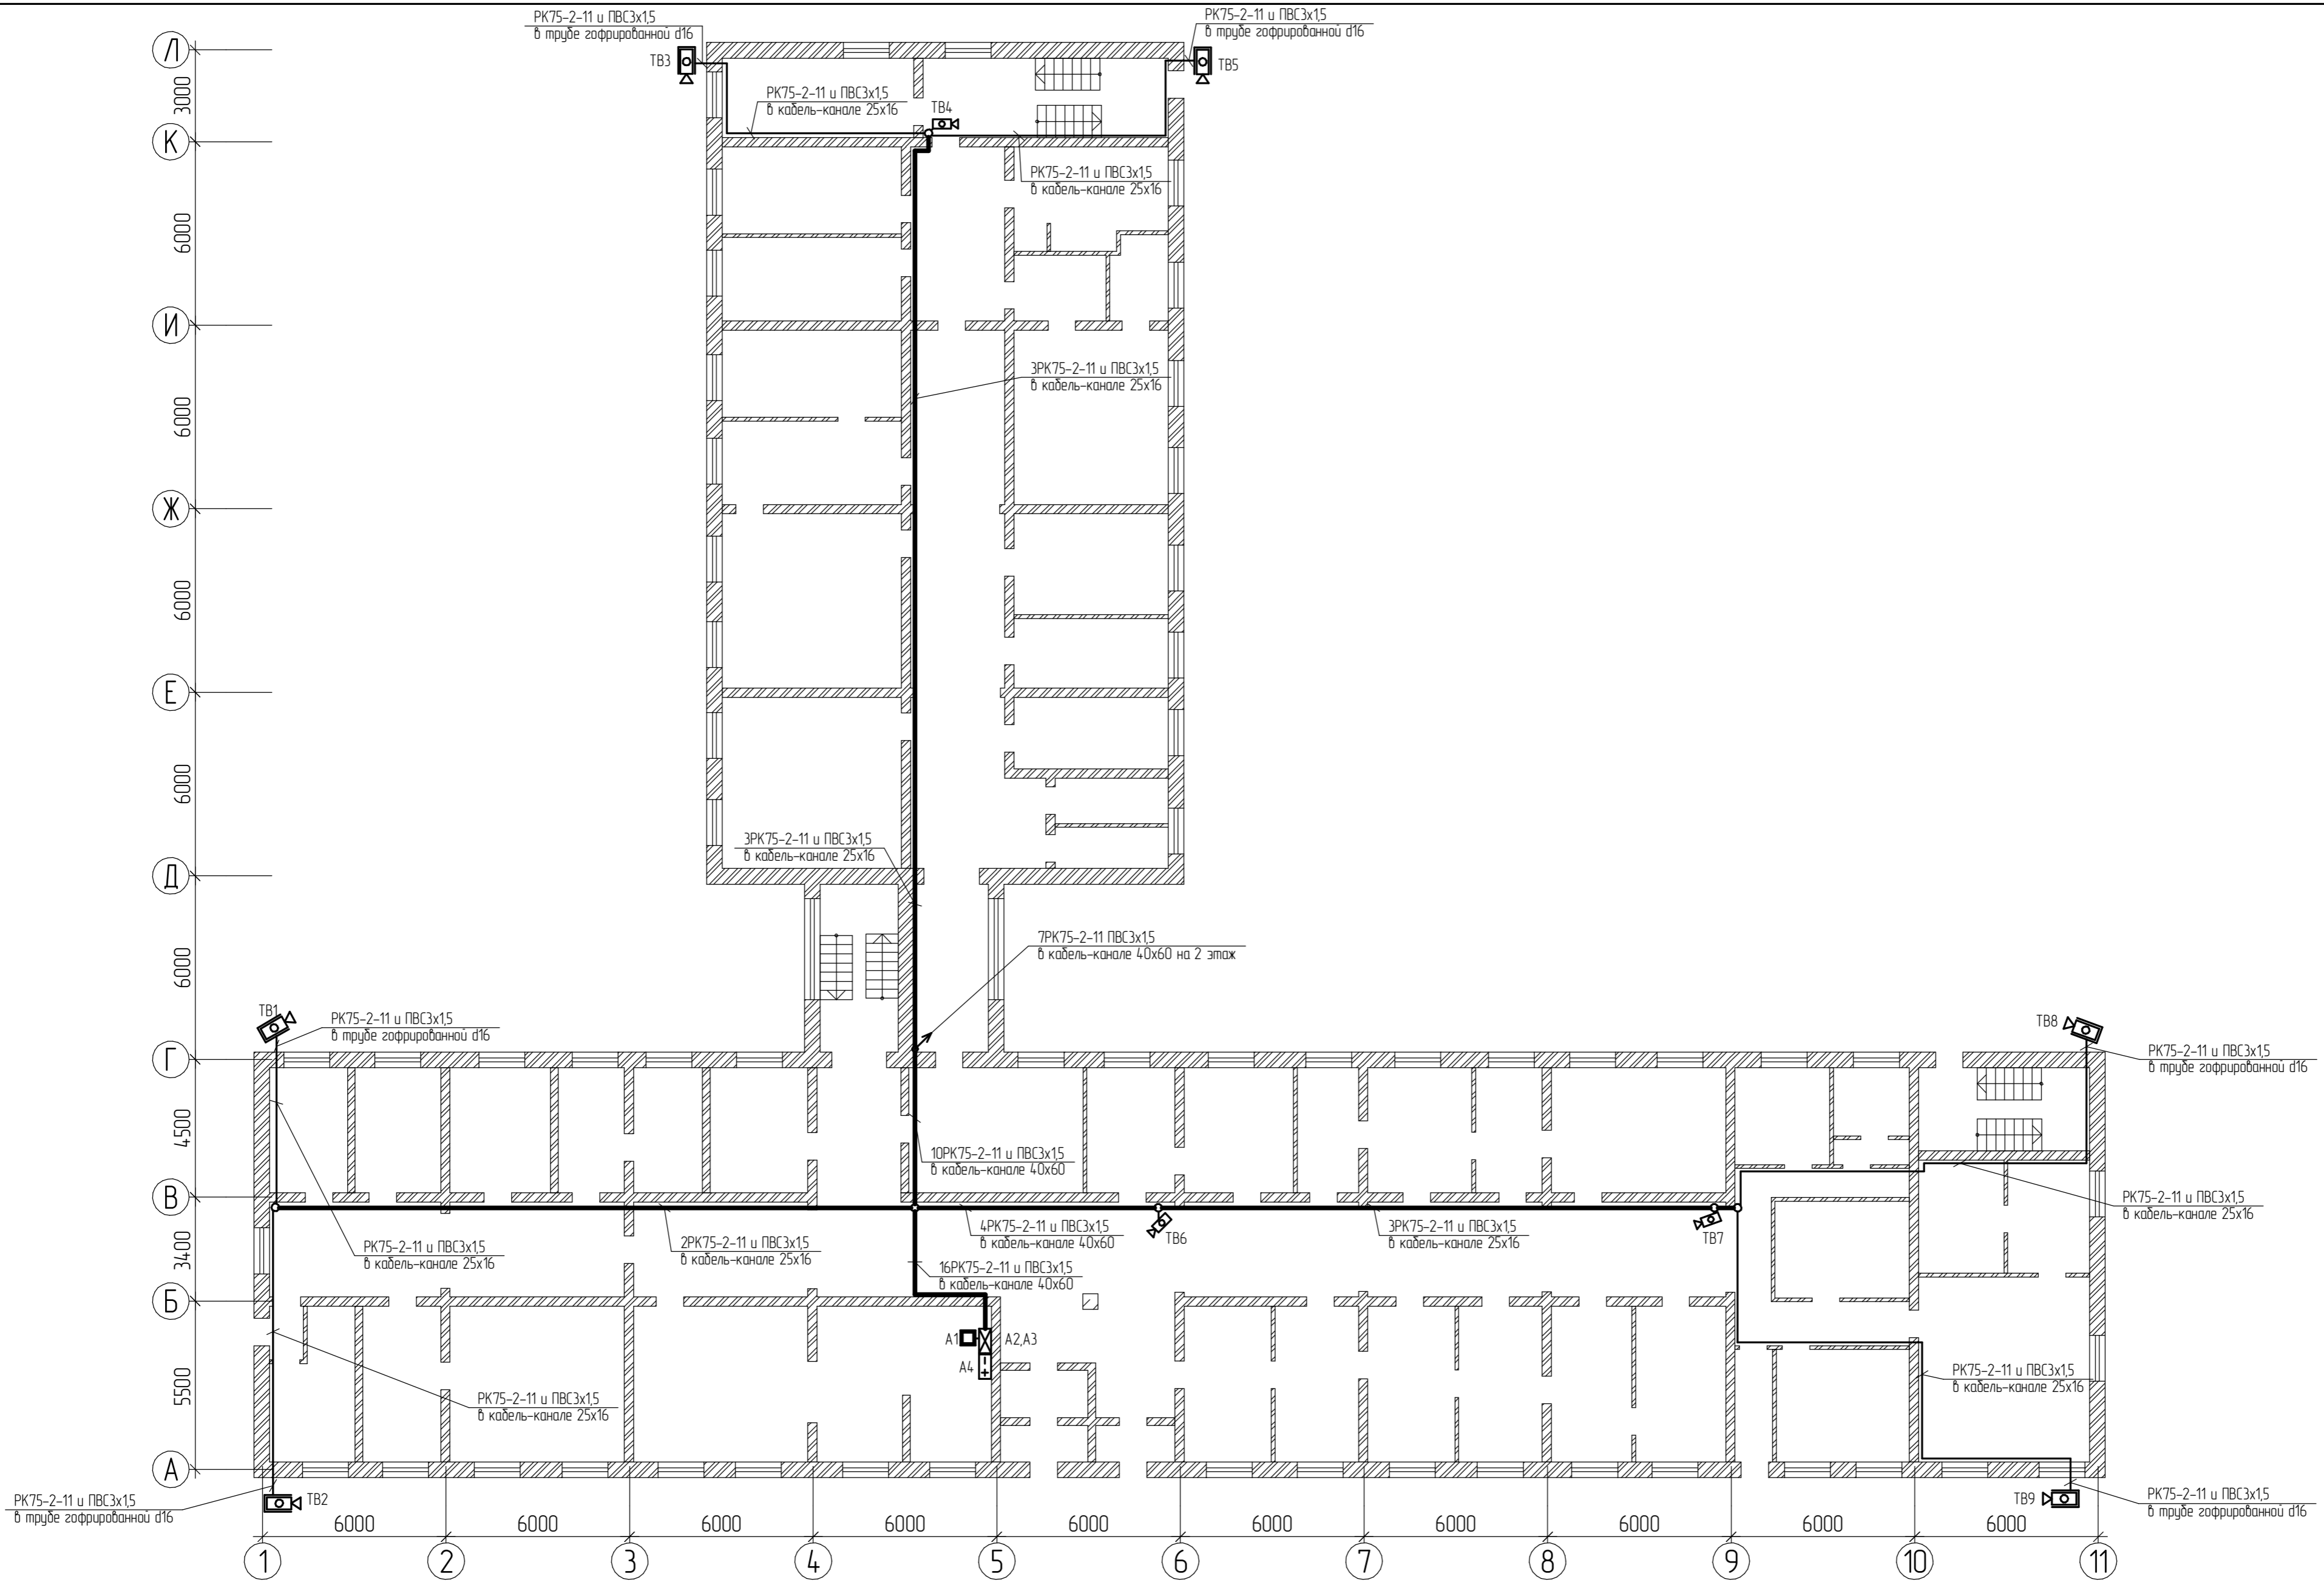 РК75-2-11 и ПВС3х1,5
в трубе гофрированной d16
РК75-2-11 и ПВС3х1,5
в трубе гофрированной d16
Л
ТВ3
ТВ5
3000
РК75-2-11 и ПВС3х1,5
в кабель-канале 25х16
ТВ4
К
РК75-2-11 и ПВС3х1,5
в кабель-канале 25х16
6000
И
3РК75-2-11 и ПВС3х1,5
в кабель-канале 25х16
6000
Ж
6000
Е
6000
3РК75-2-11 и ПВС3х1,5
в кабель-канале 25х16
Д
7РК75-2-11 ПВС3х1,5
в кабель-канале 40х60 на 2 этаж
6000
ТВ1
РК75-2-11 и ПВС3х1,5
в трубе гофрированной d16
ТВ8
РК75-2-11 и ПВС3х1,5
в трубе гофрированной d16
Г
4500
10РК75-2-11 и ПВС3х1,5
в кабель-канале 40х60
В
РК75-2-11 и ПВС3х1,5
в кабель-канале 25х16
3400
РК75-2-11 и ПВС3х1,5
в кабель-канале 25х16
2РК75-2-11 и ПВС3х1,5
в кабель-канале 25х16
4РК75-2-11 и ПВС3х1,5
в кабель-канале 40х60
ТВ6
3РК75-2-11 и ПВС3х1,5
в кабель-канале 25х16
ТВ7
16РК75-2-11 и ПВС3х1,5
в кабель-канале 40х60
Б
А1
А2,А3
А4
5500
РК75-2-11 и ПВС3х1,5
в кабель-канале 25х16
РК75-2-11 и ПВС3х1,5
в кабель-канале 25х16
А
РК75-2-11 и ПВС3х1,5
в трубе гофрированной d16
ТВ2
ТВ9
РК75-2-11 и ПВС3х1,5
в трубе гофрированной d16
6000 6000 6000 6000 6000 6000 6000 6000 6000 6000
1 2 3 4 5 6 7 8 9 10 11